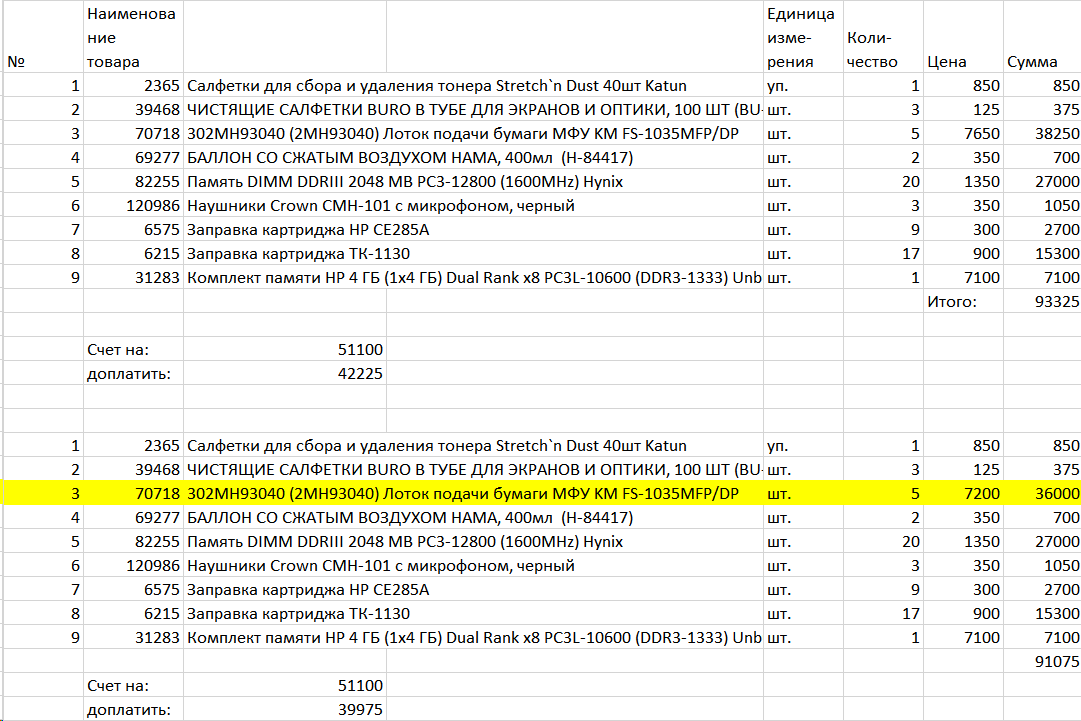 Наименова
ние
товара
Единица
изме-
рения
Коли-
чество
№ Цена Сумма
1 2365 Салфетки для сбора и удаления тонера Stretch`n Dust 40шт Katun уп. 1 850 850
2 39468 ЧИСТЯЩИЕ САЛФЕТКИ BURO В ТУБЕ ДЛЯ ЭКРАНОВ И ОПТИКИ, 100 ШТ (BU- шт. 3 125 375
3 70718 302MH93040 (2MH93040) Лоток подачи бумаги МФУ KM FS-1035MFP/DP шт. 5 7650 38250
4 69277 БАЛЛОН СО СЖАТЫМ ВОЗДУХОМ HAMA, 400мл (H-84417) шт. 2 350 700
5 82255 Память DIMM DDRIII 2048 MB PC3-12800 (1600MHz) Hynix шт. 20 1350 27000
6 120986 Наушники Crown CMH-101 с микрофоном, черный шт. 3 350 1050
7 6575 Заправка картриджа HP CE285A шт. 9 300 2700
8 6215 Заправка картриджа ТК-1130 шт. 17 900 15300
9 31283 Комплект памяти HP 4 ГБ (1x4 ГБ) Dual Rank x8 PC3L-10600 (DDR3-1333) Unb шт. 1 7100 7100
Итого: 93325
Счет на: 51100
доплатить: 42225
1 2365 Салфетки для сбора и удаления тонера Stretch`n Dust 40шт Katun уп. 1 850 850
2 39468 ЧИСТЯЩИЕ САЛФЕТКИ BURO В ТУБЕ ДЛЯ ЭКРАНОВ И ОПТИКИ, 100 ШТ (BU- шт. 3 125 375
3 70718 302MH93040 (2MH93040) Лоток подачи бумаги МФУ KM FS-1035MFP/DP шт. 5 7200 36000
4 69277 БАЛЛОН СО СЖАТЫМ ВОЗДУХОМ HAMA, 400мл (H-84417) шт. 2 350 700
5 82255 Память DIMM DDRIII 2048 MB PC3-12800 (1600MHz) Hynix шт. 20 1350 27000
6 120986 Наушники Crown CMH-101 с микрофоном, черный шт. 3 350 1050
7 6575 Заправка картриджа HP CE285A шт. 9 300 2700
8 6215 Заправка картриджа ТК-1130 шт. 17 900 15300
9 31283 Комплект памяти HP 4 ГБ (1x4 ГБ) Dual Rank x8 PC3L-10600 (DDR3-1333) Unb шт. 1 7100 7100
91075
Счет на: 51100
доплатить: 39975